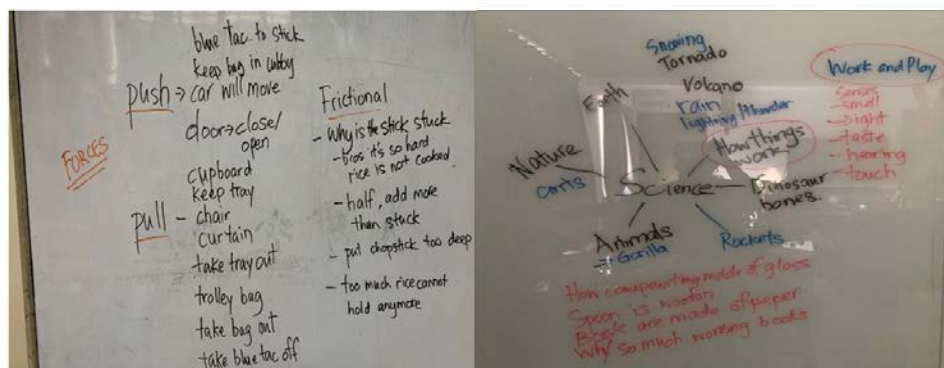 FORCES
push →
blue tac to stick
keep bag in cubby
car will move
door → close/
open
cupboard
keep tray
pull -
chair
curtain
take tray out
trolley bag
take bag out
take blue tac off
Frictional
- Why is the stick stuck
- it's so hard
rice is not cooked
- half, add more
than stuck
- put chopstick too deep
- too much rice cannot
hold anymore
Snowing
Tornado
Volcano
rain
lightning/thunder
Earth
Nature
Science
How things
work
Dinosaur
bones.
Animals
Gorilla
Rockets
Work and Play
Senses
- smell
- sight
- taste
- hearing
- touch
How come made of glass
Spoon is
are made of paper
Why so much working books